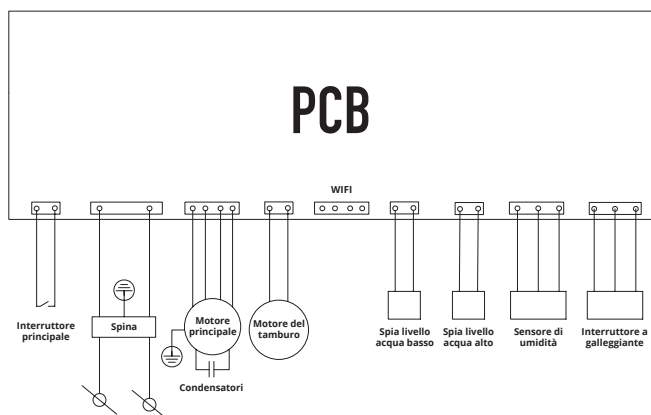 PCB
WIFI
Interruttore
principale
Spina
Motore
principale
Condensatori
Motore del
tamburo
Spia livello
acqua basso
Spia livello
acqua alto
Sensore di
umidità
Interruttore a
galleggiante